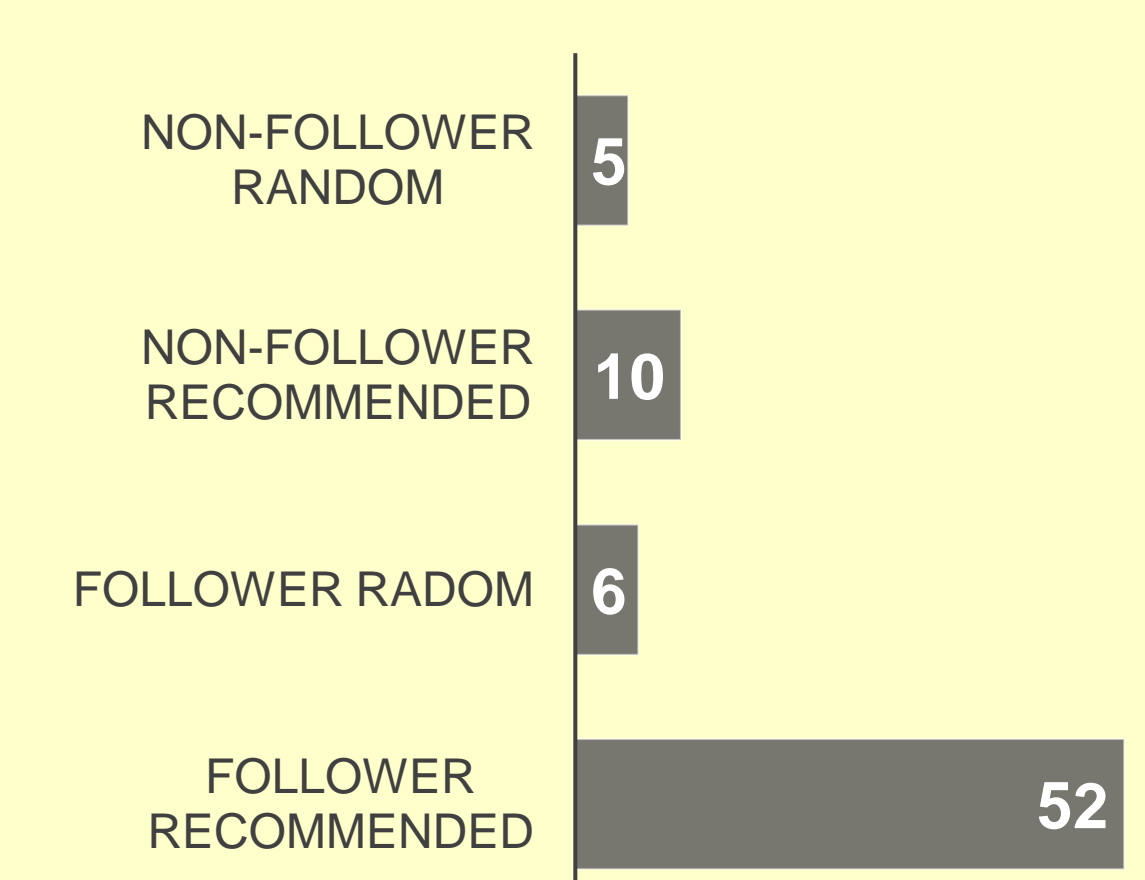 NON-FOLLOWER
RANDOM
5
NON-FOLLOWER
RECOMMENDED
10
FOLLOWER RADOM
6
FOLLOWER
RECOMMENDED
52